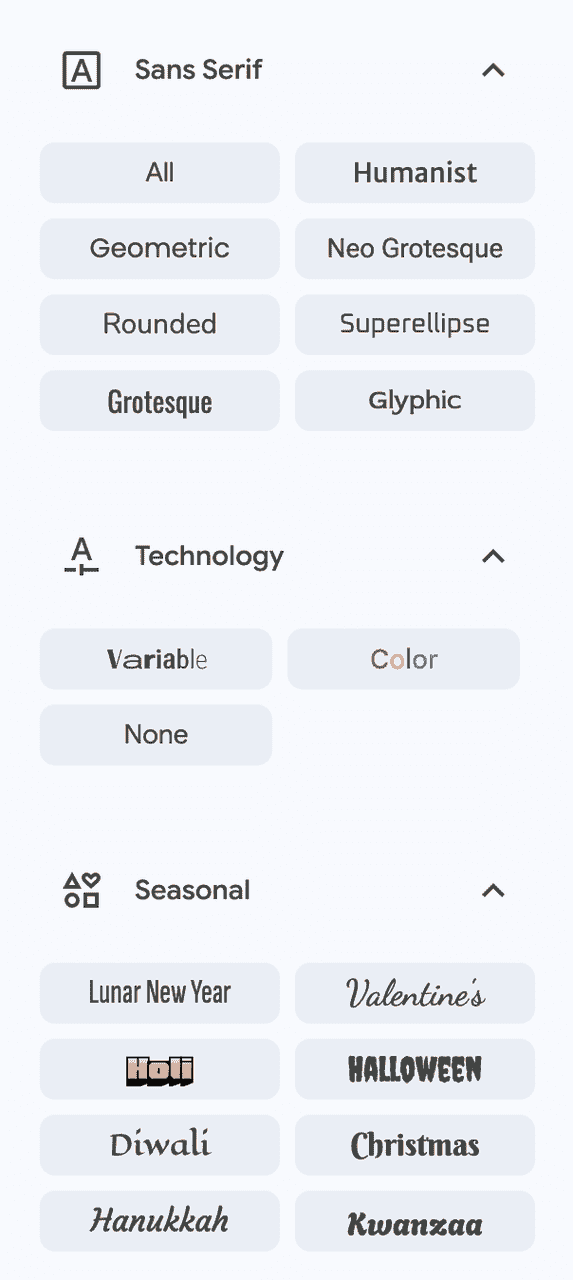 Sans Serif
All
Humanist
Geometric
Neo Grotesque
Rounded
Superellipse
Grotesque
Glyphic
Technology
Variable
Color
None
Seasonal
Lunar New Year
Valentine's
Holi
HALLOWEEN
Diwali
Christmas
Hanukkah
Kwanzaa